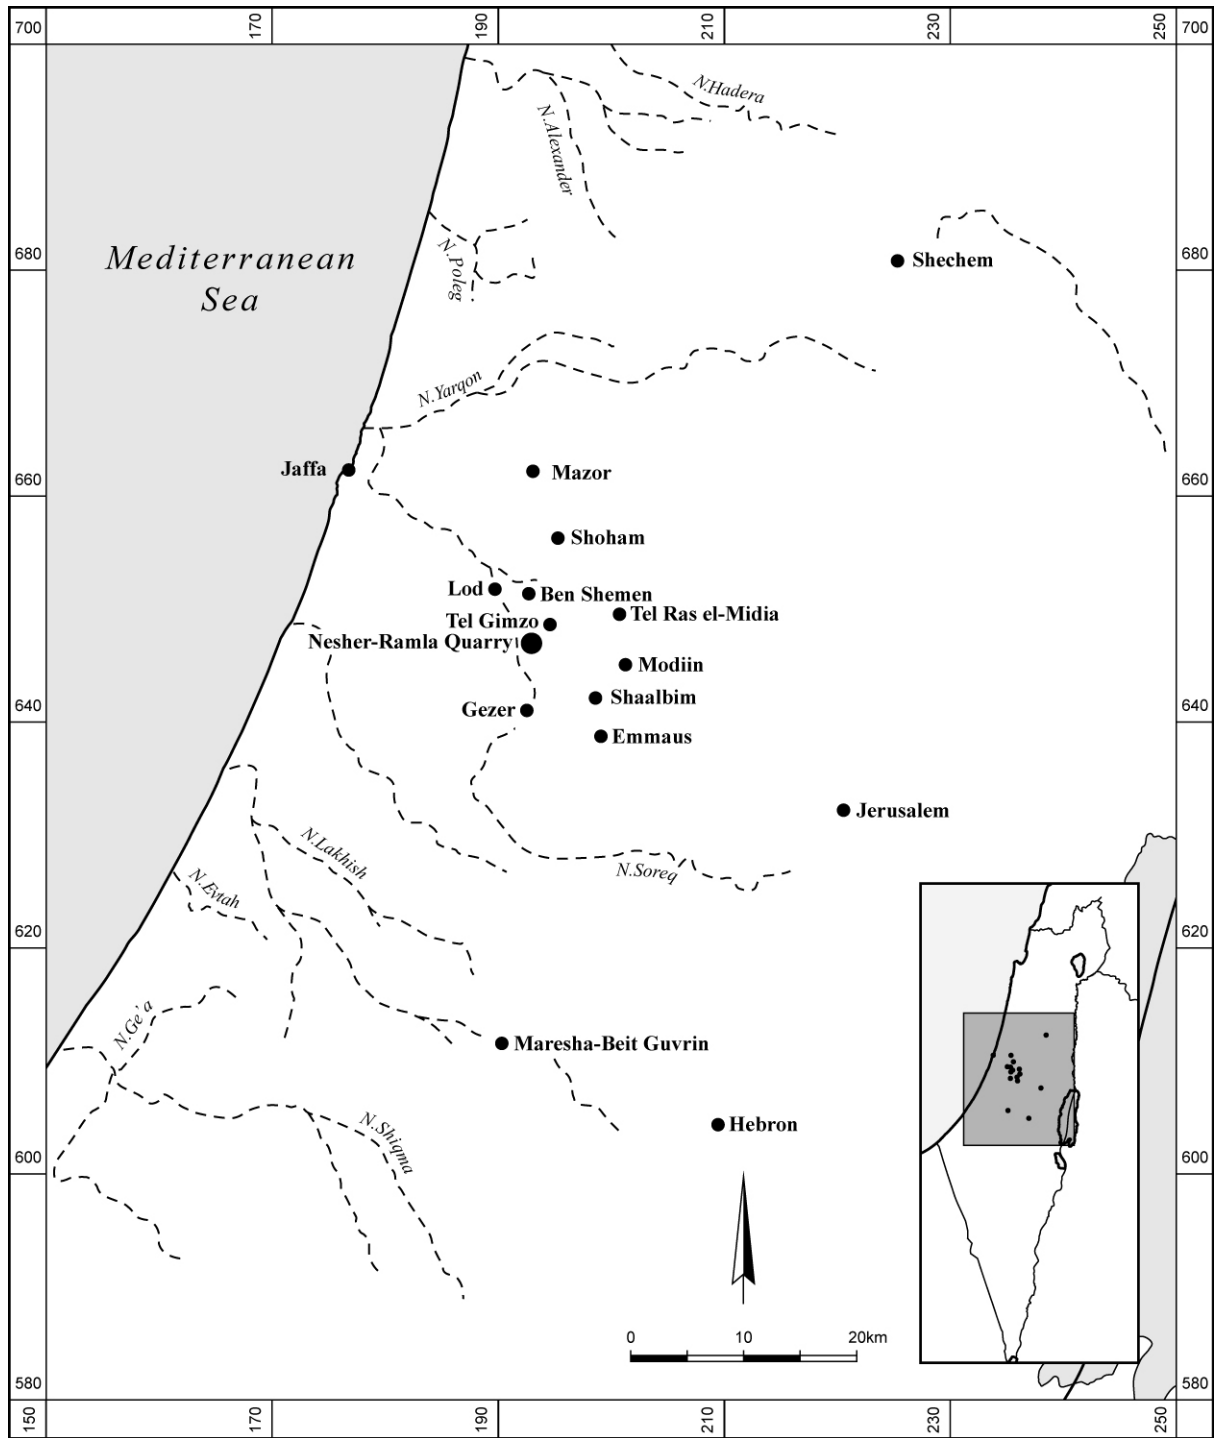 700
170
190
210
230
250
700
N.Hadera
N.Alexander
Mediterranean
Sea
N.Poleg
680
Shechem
680
N.Yarqon
Jaffa
Mazor
660
660
Shoham
Lod
Ben Shemen
Tel Gimzo
Tel Ras el-Midia
Nesher-Ramla Quarry
Modiin
Shaalbim
Gezer
640
640
Emmaus
Jerusalem
N.Lakhish
N.Soreq
N.Evtah
620
620
N.Ge'a
Maresha-Beit Guvrin
N.Shiqma
Hebron
600
600
0
10
20km
580
580
150
170
190
210
230
250